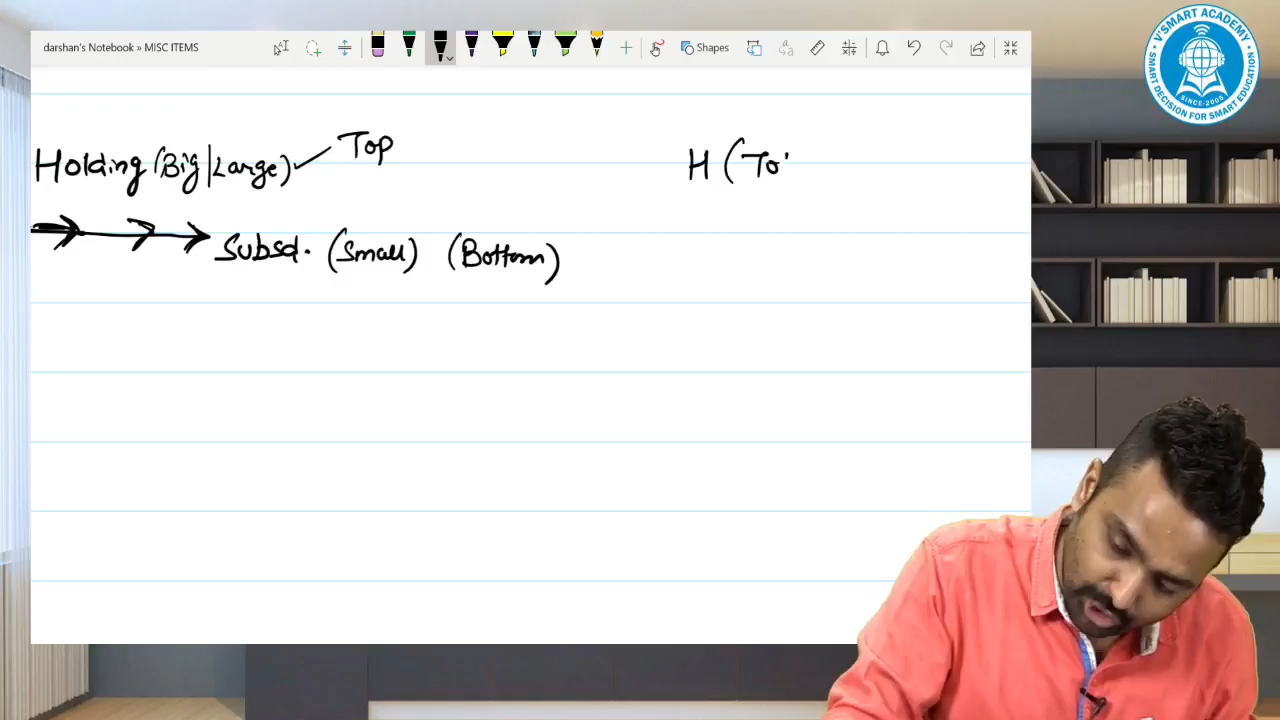 darshan's Notebook » MISC ITEMS
Shapes
V'SMART ACADEMY
SINCE-2005
SMART DECISION FOR SMART EDUCATION
Holding (Big|Large) Top
H (To
Subsd. (Small) (Bottom)